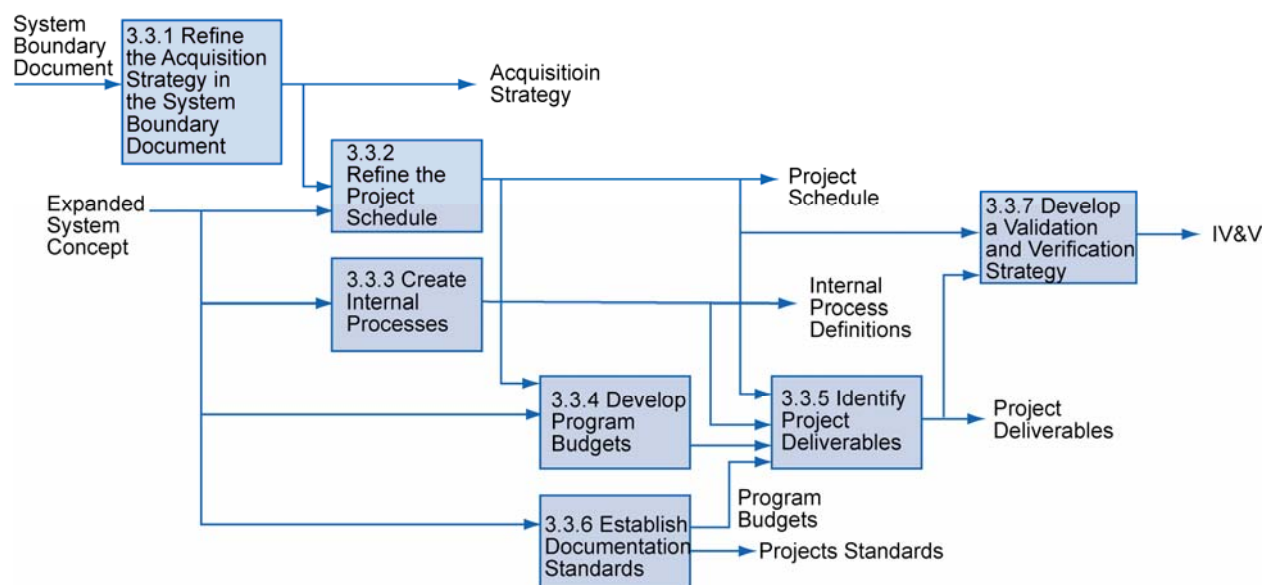 System
Boundary
Document
3.3.1 Refine
the Acquisition
Strategy in
the System
Boundary
Document
Acquisitioin
Strategy
3.3.2
Refine the
Project
Schedule
Project
Schedule
Expanded
System
Concept
3.3.7 Develop
a Validation
and Verification
Strategy
IV&V
3.3.3 Create
Internal
Processes
Internal
Process
Definitions
3.3.4 Develop
Program
Budgets
3.3.5 Identify
Project
Deliverables
Project
Deliverables
3.3.6 Establish
Documentation
Standards
Program
Budgets
Projects Standards